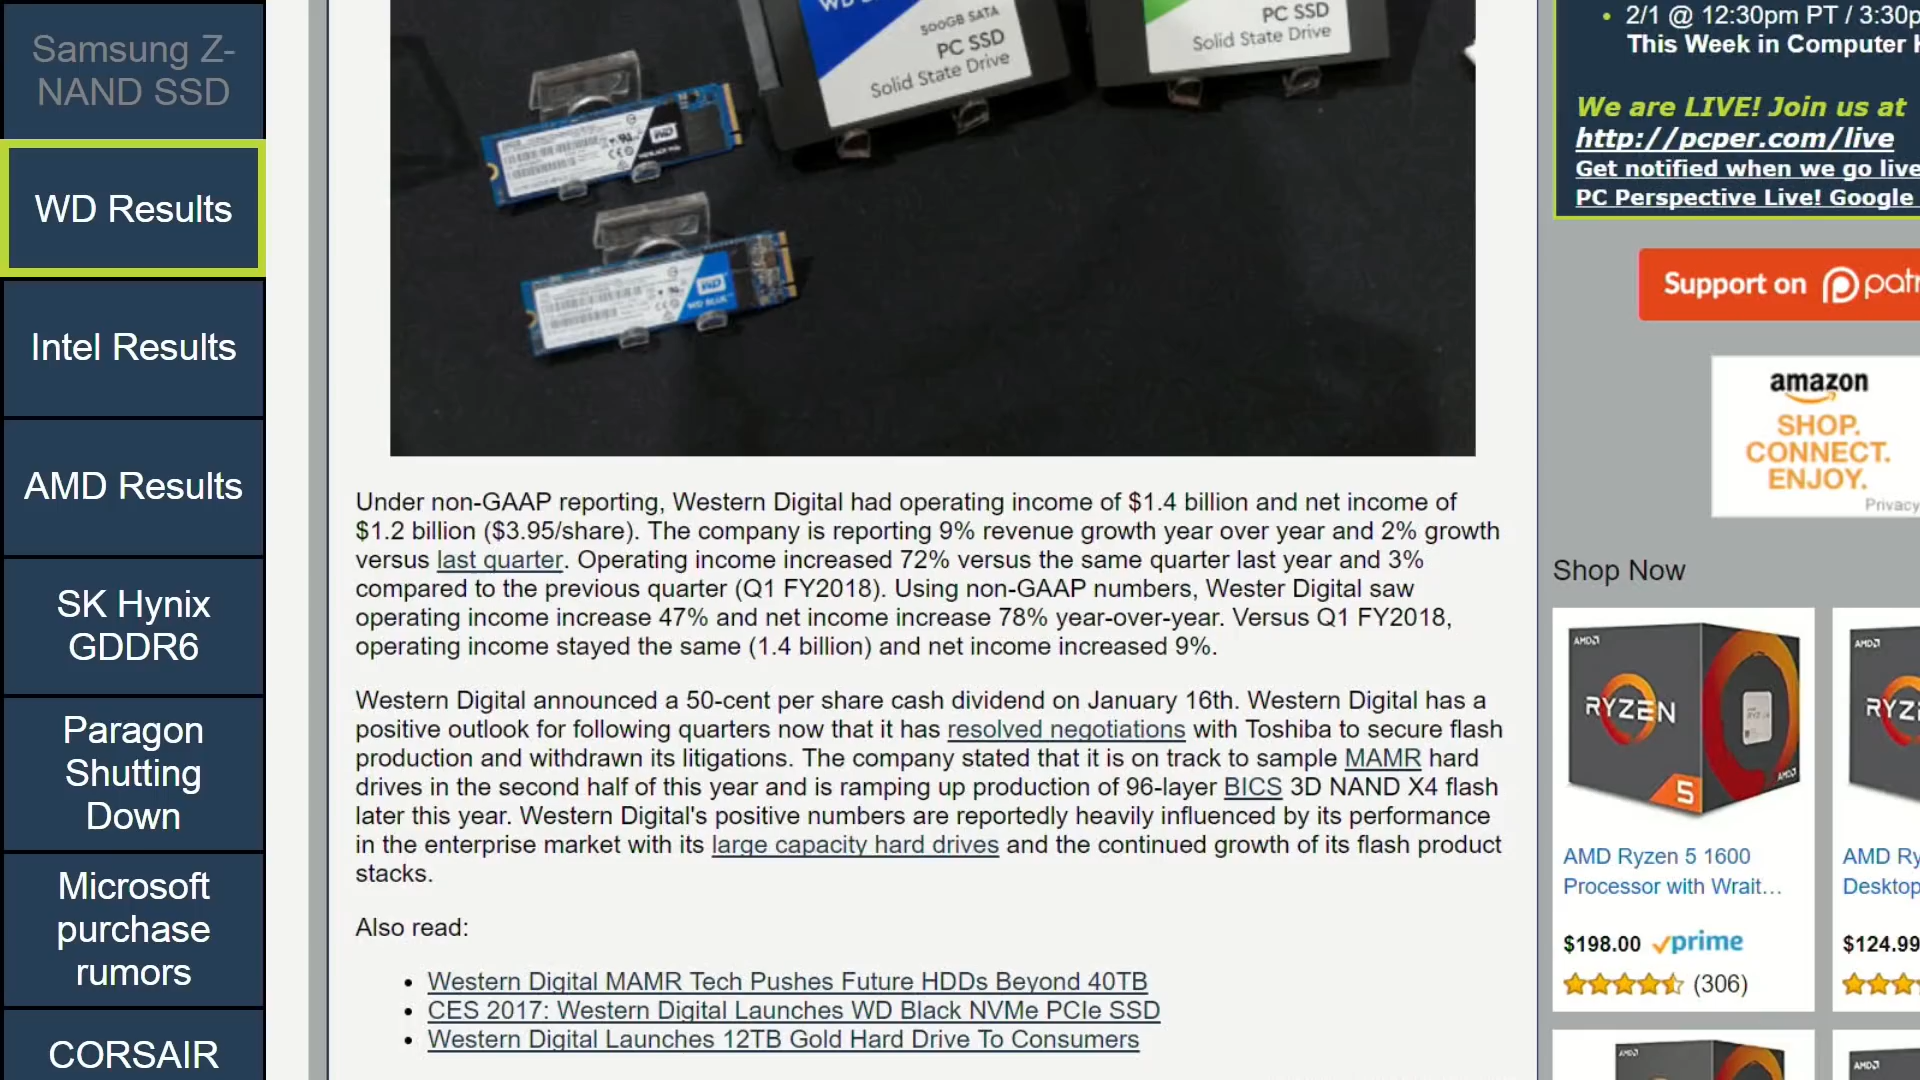 Samsung Z-
NAND SSD
WD Results
Intel Results
AMD Results
SK Hynix
GDDR6
Paragon
Shutting
Down
Microsoft
purchase
rumors
CORSAIR
500GB SATA
PC SSD
Solid State Drive
PC SSD
Solid State Drive
WD
WD
WD BLUE
Under non-GAAP reporting, Western Digital had operating income of $1.4 billion and net income of
$1.2 billion ($3.95/share). The company is reporting 9% revenue growth year over year and 2% growth
versus last quarter. Operating income increased 72% versus the same quarter last year and 3%
compared to the previous quarter (Q1 FY2018). Using non-GAAP numbers, Wester Digital saw
operating income increase 47% and net income increase 78% year-over-year. Versus Q1 FY2018,
operating income stayed the same (1.4 billion) and net income increased 9%.
Western Digital announced a 50-cent per share cash dividend on January 16th. Western Digital has a
positive outlook for following quarters now that it has resolved negotiations with Toshiba to secure flash
production and withdrawn its litigations. The company stated that it is on track to sample MAMR hard
drives in the second half of this year and is ramping up production of 96-layer BICS 3D NAND X4 flash
later this year. Western Digital's positive numbers are reportedly heavily influenced by its performance
in the enterprise market with its large capacity hard drives and the continued growth of its flash product
stacks.
Also read:
• Western Digital MAMR Tech Pushes Future HDDs Beyond 40TB
• CES 2017: Western Digital Launches WD Black NVMe PCIe SSD
• Western Digital Launches 12TB Gold Hard Drive To Consumers
• 2/1 @ 12:30pm PT / 3:30p
This Week in Computer
We are LIVE! Join us at
http://pcper.com/live
Get notified when we go live
PC Perspective Live! Google
Support on
amazon
SHOP.
CONNECT.
ENJOY.
Privacy
Shop Now
AMD
RYZEN
5
AMD
AMD Ryzen 5 1600
Processor with Wrait...
$198.00 prime
(306)
AMD
RYZ
AMD Ry
Desktop
$124.99
AMD
AMD